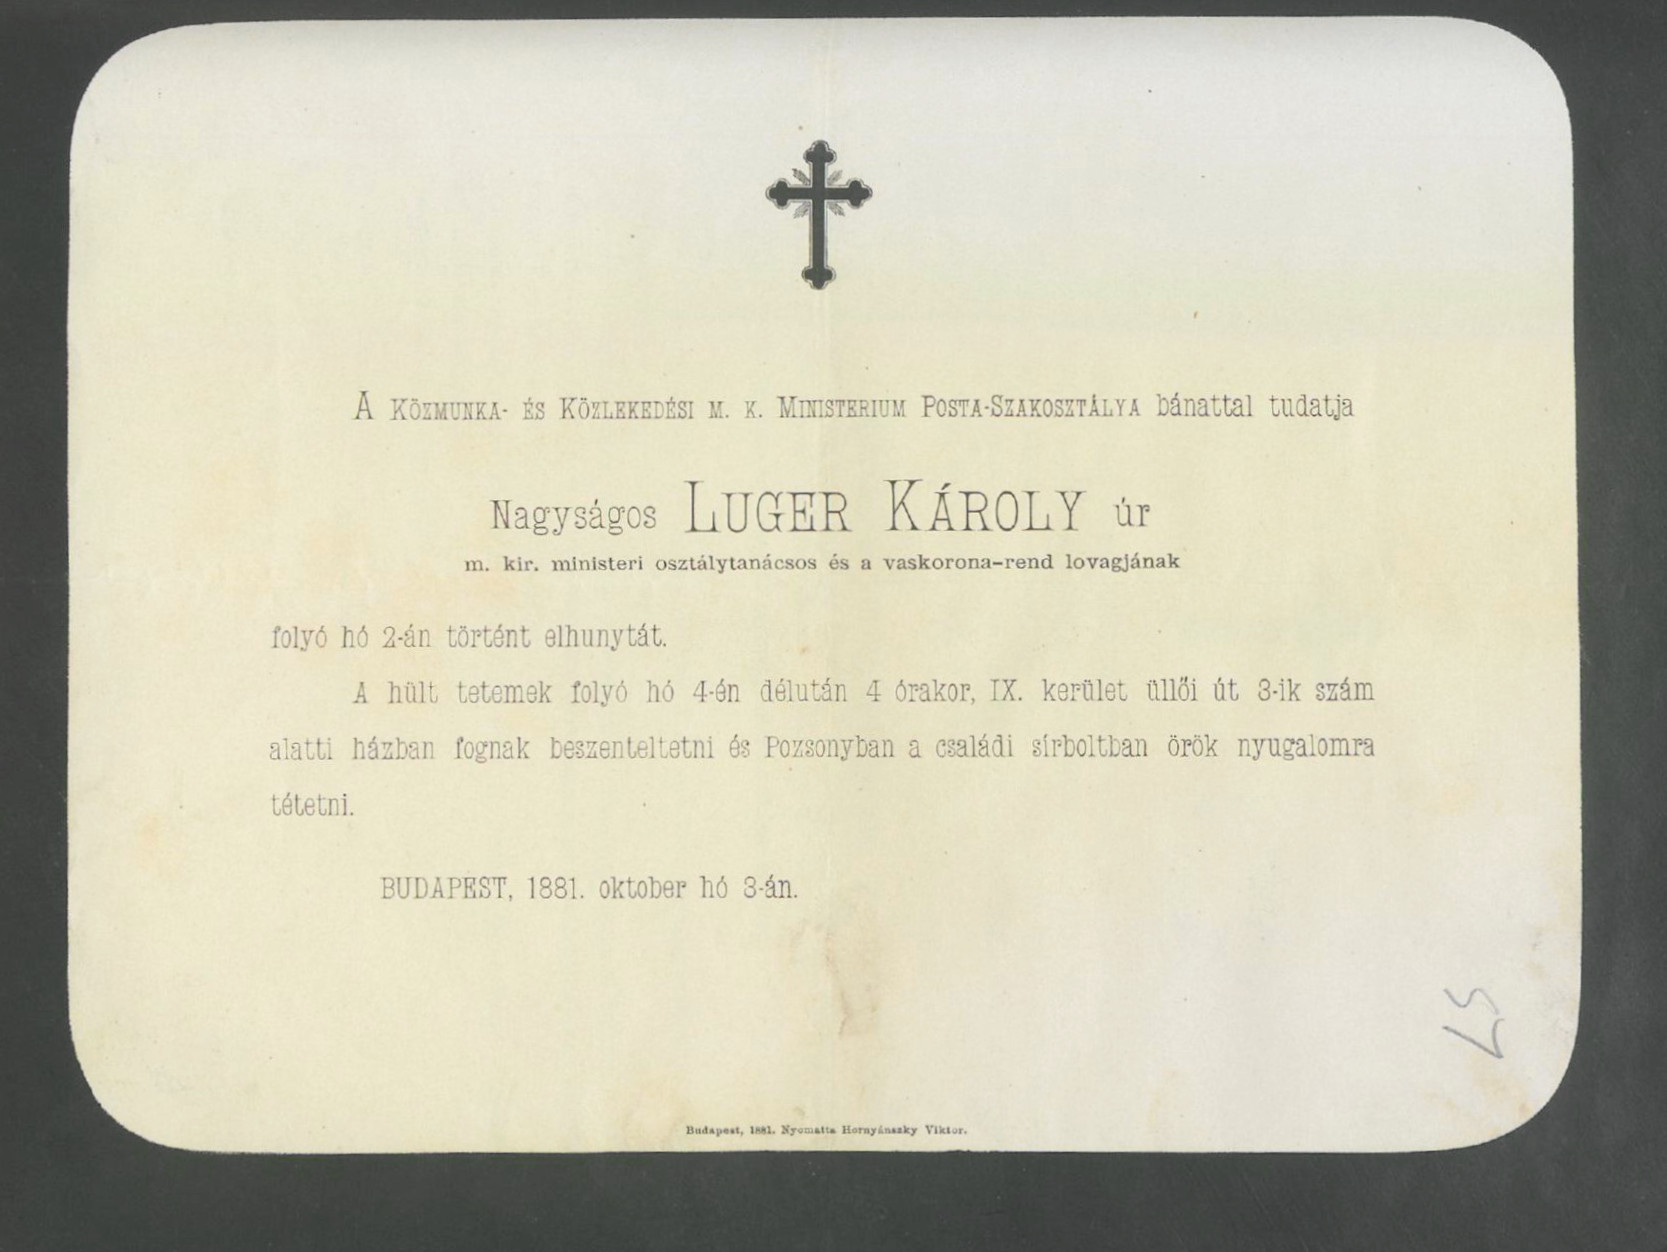 A KÖZMUNKA- ÉS KÖZLEKEDÉSI M. K. MINISTERIUM POSTA-SZAKOSZTÁLYA bánattal tudatja
Nagyságos LUGER KÁROLY úr
m. kir. ministeri osztálytanácsos és a vaskorona-rend lovagjának
folyó hó 2-án történt elhunytát.
A hült tetemek folyó hó 4-én délután 4 órakor, IX. kerület üllői út 3-ik szám
alatti házban fognak beszenteltetni és Pozsonyban a családi sírboltban örök nyugalomra
tétetni.
BUDAPEST, 1881. oktober hó 3-án.
Budapest, 1881. Nyomatta Hornyánszky Viktor.